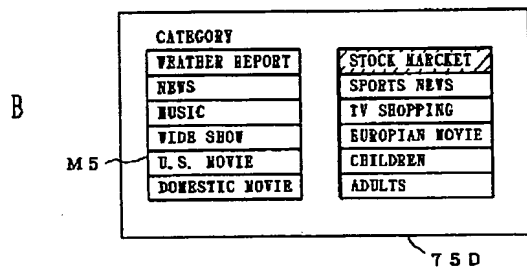 B
CATEGORY
WEATHER REPORT
NEWS
MUSIC
WIDE SHOW
U.S. MOVIE
DOMESTIC MOVIE
STOCK MARCKET
SPORTS NEWS
TV SHOPPING
EUROPIAN MOVIE
CHILDREN
ADULTS
M5
75D